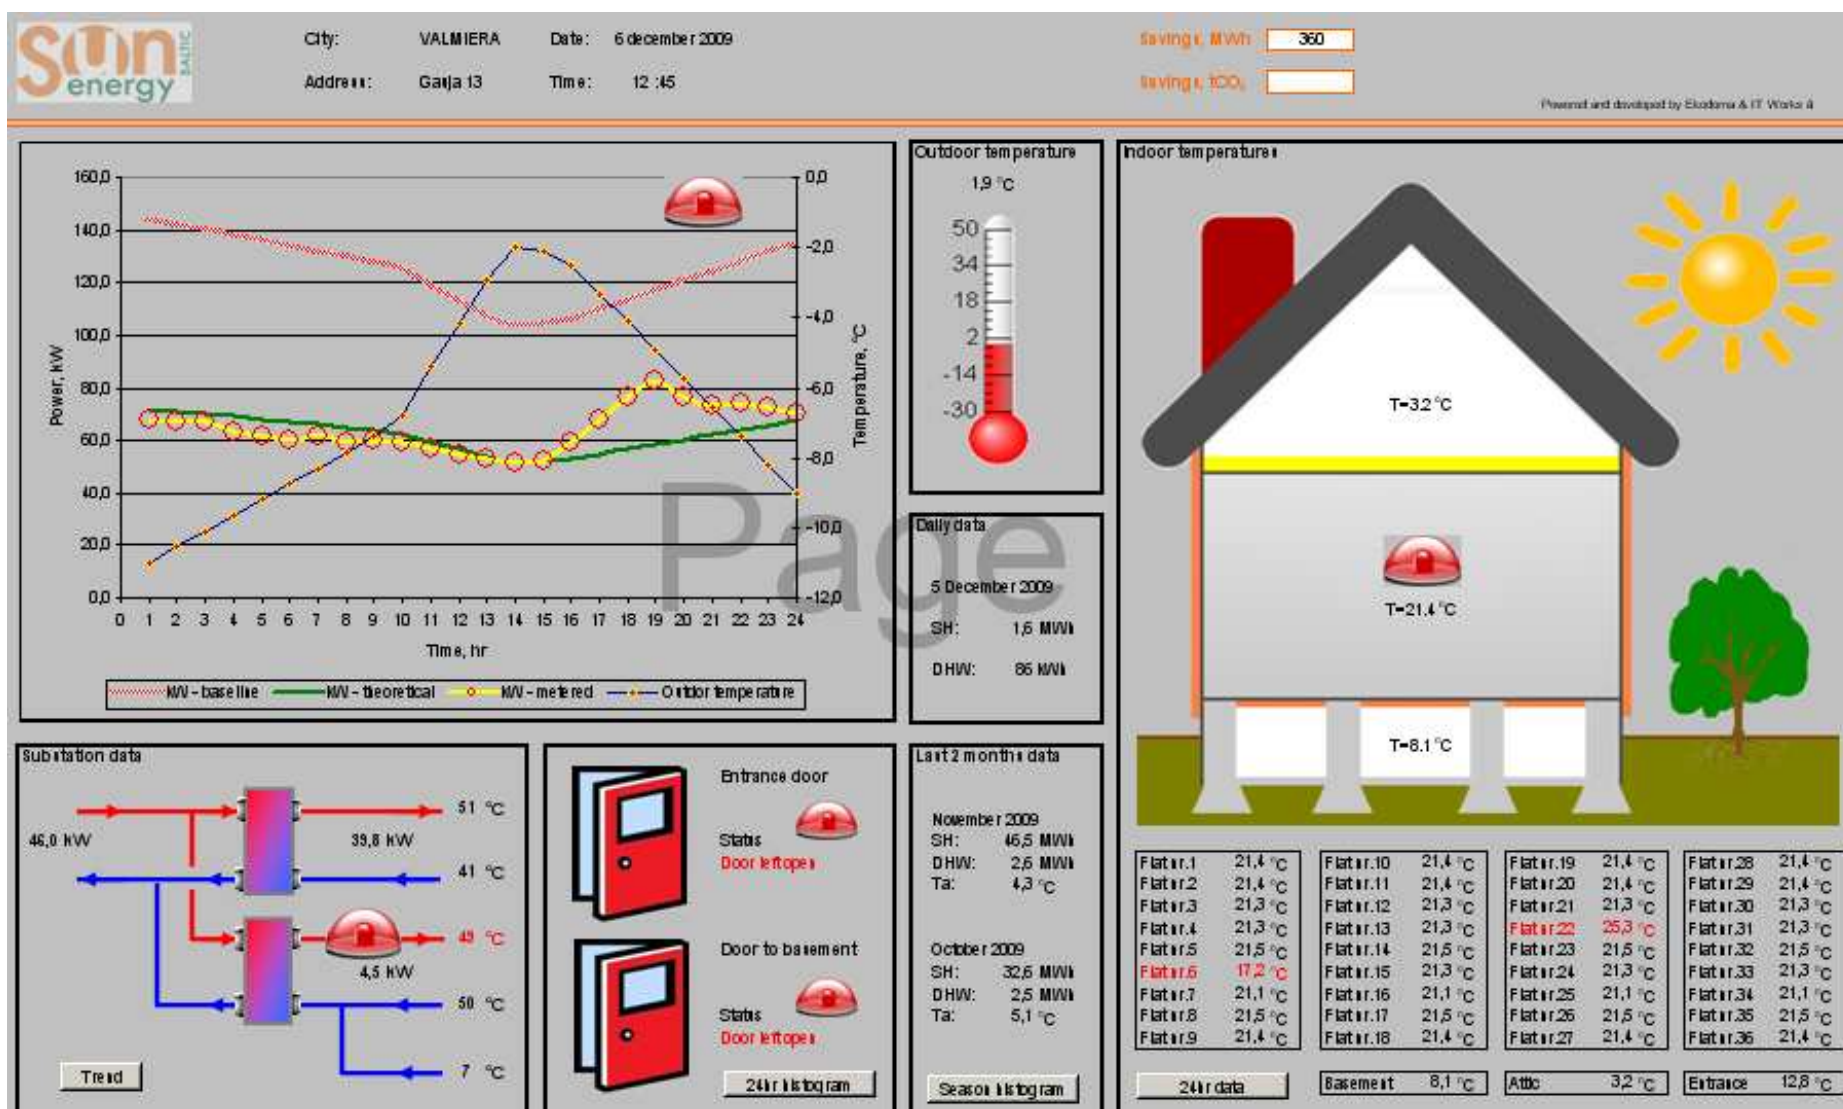 Sun
energy
BALTIC
City: VALMIERA Date: 6 december 2009
Address: Gauja 13 Time: 12 :45
Savings, MWh 360
Savings, tCO₂
Powered and developed by Ekodoma & IT Works â
160,0
140,0
120,0
100,0
80,0
60,0
40,0
20,0
0,0
Power, kW
0,0
-2,0
-4,0
-6,0
-8,0
-10,0
-12,0
Temperature, °C
0 1 2 3 4 5 6 7 8 9 10 11 12 13 14 15 16 17 18 19 20 21 22 23 24
Time, hr
kW - baseline kW - theoretical kW - metered Outdor temperature
Page
Outdoor temperature
1,9 °C
50
34
18
2
-14
-30
Daily data
5 December 2009
SH: 1,6 MWh
DHW: 86 kWh
Indoor temperatures
T=3.2 °C
T=21.4 °C
T=8.1 °C
Substation data
51 °C
46,0 kW 39,8 kW
41 °C
49 °C
4,5 kW
50 °C
7 °C
Trend
Entrance door
Status
Door left open
Door to basement
Status
Door left open
24hr histogram
Last 2 months data
November 2009
SH: 46,5 MWh
DHW: 2,6 MWh
Ta: 4,3 °C
October 2009
SH: 32,6 MWh
DHW: 2,5 MWh
Ta: 5,1 °C
Season histogram
Flat nr.1 21,4 °C Flat nr.10 21,4 °C Flat nr.19 21,4 °C Flat nr.28 21,4 °C
Flat nr.2 21,4 °C Flat nr.11 21,4 °C Flat nr.20 21,4 °C Flat nr.29 21,4 °C
Flat nr.3 21,3 °C Flat nr.12 21,3 °C Flat nr.21 21,3 °C Flat nr.30 21,3 °C
Flat nr.4 21,3 °C Flat nr.13 21,3 °C Flat nr.22 25,3 °C Flat nr.31 21,3 °C
Flat nr.5 21,5 °C Flat nr.14 21,5 °C Flat nr.23 21,5 °C Flat nr.32 21,5 °C
Flat nr.6 17,2 °C Flat nr.15 21,3 °C Flat nr.24 21,3 °C Flat nr.33 21,3 °C
Flat nr.7 21,1 °C Flat nr.16 21,1 °C Flat nr.25 21,1 °C Flat nr.34 21,1 °C
Flat nr.8 21,5 °C Flat nr.17 21,5 °C Flat nr.26 21,5 °C Flat nr.35 21,5 °C
Flat nr.9 21,4 °C Flat nr.18 21,4 °C Flat nr.27 21,4 °C Flat nr.36 21,4 °C
24hr data Basement 8,1 °C Attic 3,2 °C Entrance 12,8 °C